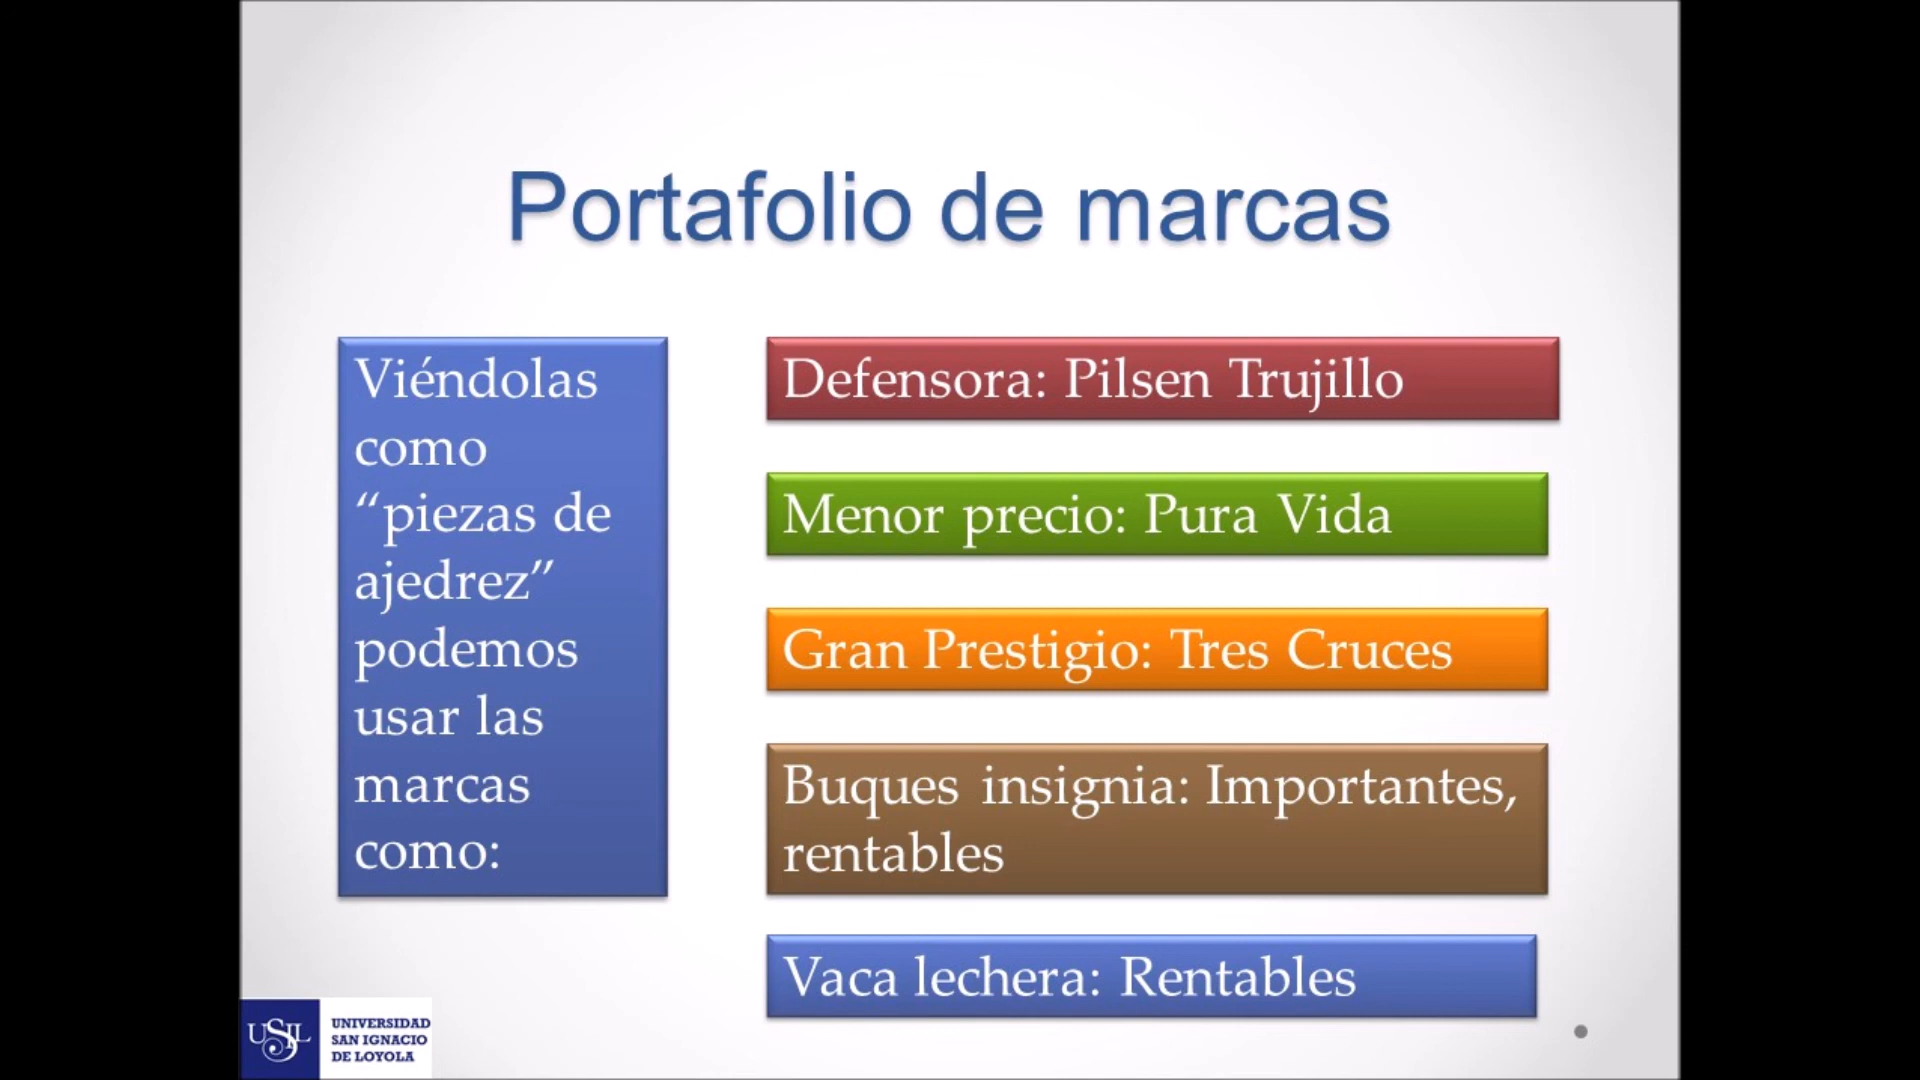 Portafolio de marcas
Viéndolas
como
“piezas de
ajedrez”
podemos
usar las
marcas
como:
Defensora: Pilsen Trujillo
Menor precio: Pura Vida
Gran Prestigio: Tres Cruces
Buques insignia: Importantes,
rentables
Vaca lechera: Rentables
USIL
UNIVERSIDAD
SAN IGNACIO
DE LOYOLA